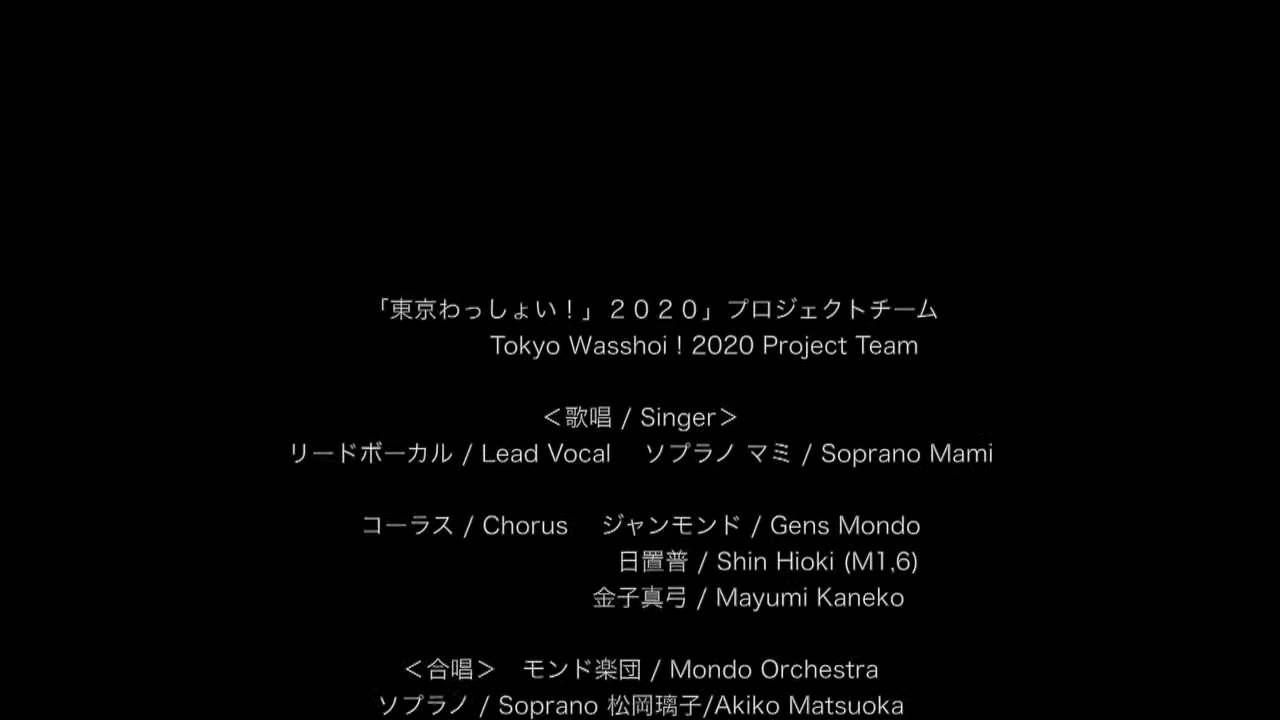 「東京わっしょい！」２０２０」プロジェクトチーム
Tokyo Wasshoi ! 2020 Project Team
＜歌唱 / Singer＞
リードボーカル / Lead Vocal　ソプラノ マミ / Soprano Mami
コーラス / Chorus　ジャンモンド / Gens Mondo
日置普 / Shin Hioki (M1,6)
金子真弓 / Mayumi Kaneko
＜合唱＞　モンド楽団 / Mondo Orchestra
ソプラノ / Soprano 松岡璃子/Akiko Matsuoka